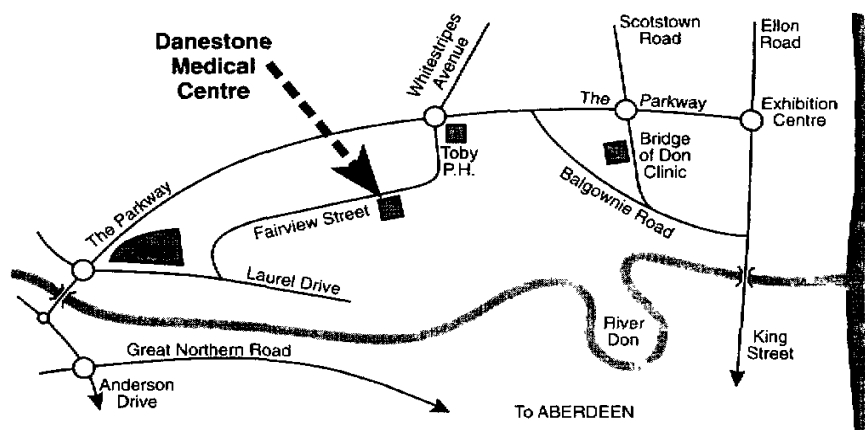 Danestone
Medical
Centre
Whitestripes
Avenue
Scotstown
Road
Ellon
Road
The Parkway
Exhibition
Centre
Toby
P.H.
Bridge
of Don
Clinic
Balgownie Road
The Parkway
Fairview Street
Laurel Drive
River
Don
King
Street
Great Northern Road
Anderson
Drive
To ABERDEEN